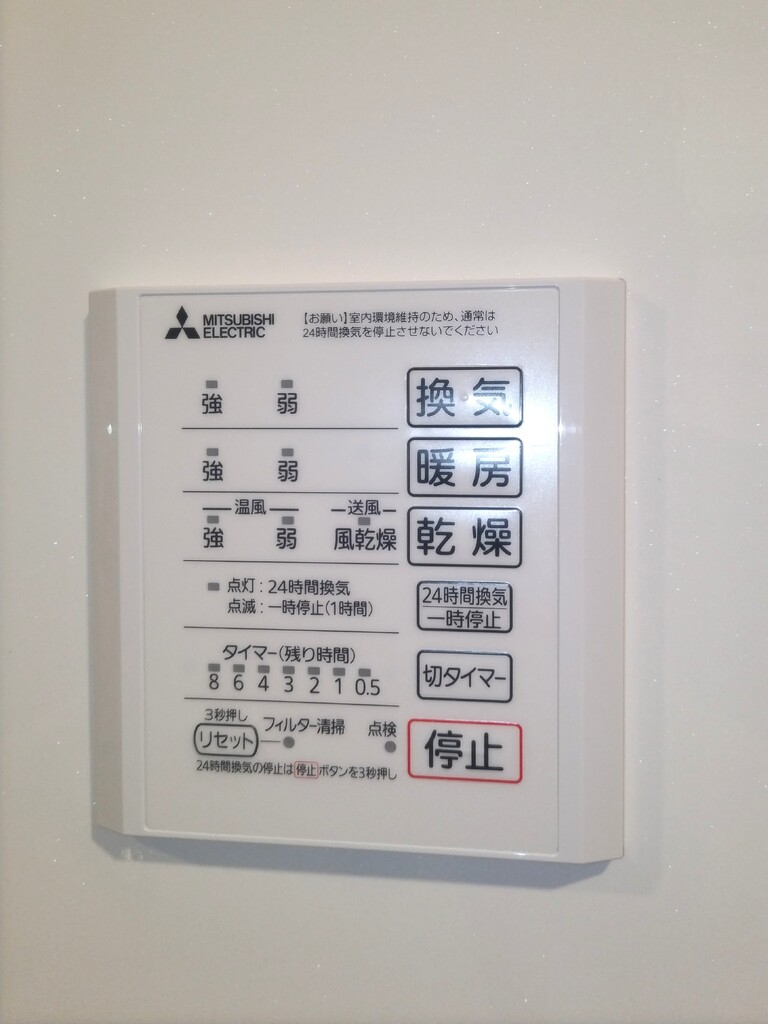 MITSUBISHI
ELECTRIC
【お願い】室内環境維持のため、通常は
24時間換気を停止させないでください
強 弱 換気
強 弱 暖房
温風 送風
強 弱 風乾燥 乾燥
点灯：24時間換気
点滅：一時停止(1時間)
24時間換気
一時停止
タイマー(残り時間)
8 6 4 3 2 1 0.5
切タイマー
3秒押し
リセット フィルター清掃 点検
停止
24時間換気の停止は 停止 ボタンを3秒押し